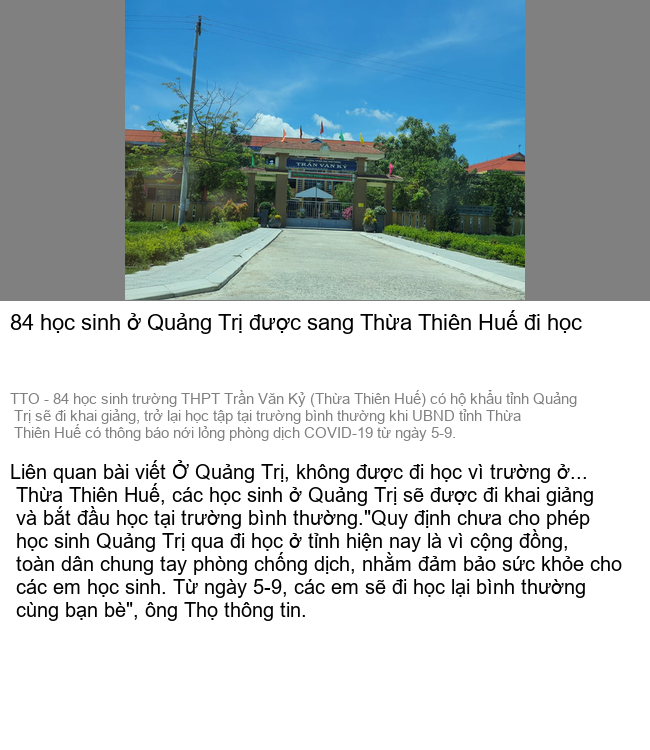 TRẦN VĂN KỶ
84 học sinh ở Quảng Trị được sang Thừa Thiên Huế đi học
TTO - 84 học sinh trường THPT Trần Văn Kỷ (Thừa Thiên Huế) có hộ khẩu tỉnh Quảng
Trị sẽ đi khai giảng, trở lại học tập tại trường bình thường khi UBND tỉnh Thừa
Thiên Huế có thông báo nới lỏng phòng dịch COVID-19 từ ngày 5-9.
Liên quan bài viết Ở Quảng Trị, không được đi học vì trường ở...
Thừa Thiên Huế, các học sinh ở Quảng Trị sẽ được đi khai giảng
và bắt đầu học tại trường bình thường."Quy định chưa cho phép
học sinh Quảng Trị qua đi học ở tỉnh hiện nay là vì cộng đồng,
toàn dân chung tay phòng chống dịch, nhằm đảm bảo sức khỏe cho
các em học sinh. Từ ngày 5-9, các em sẽ đi học lại bình thường
cùng bạn bè", ông Thọ thông tin.